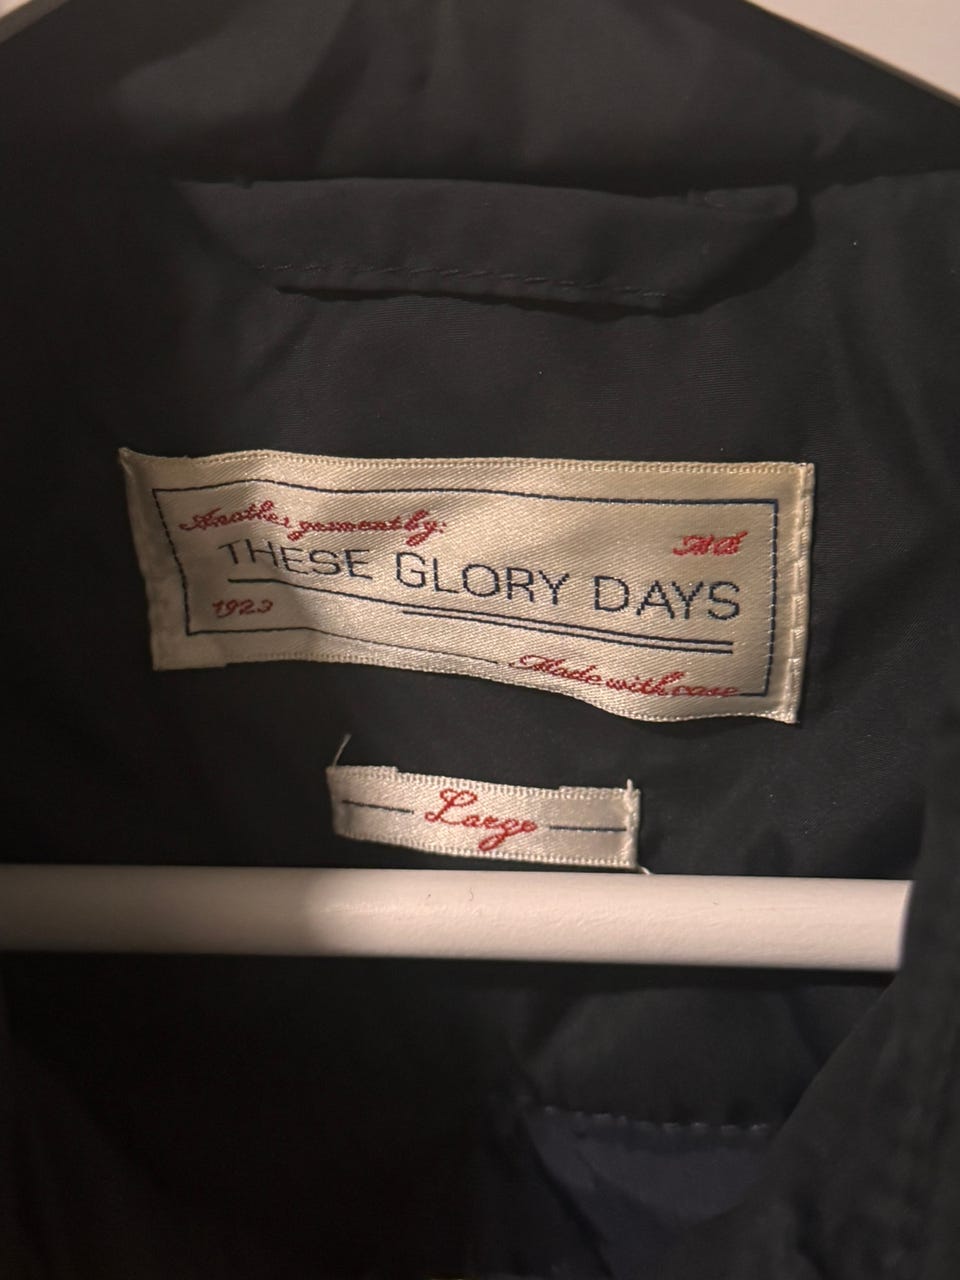 Another garment by:
THESE GLORY DAYS
1923
Made with care
Large